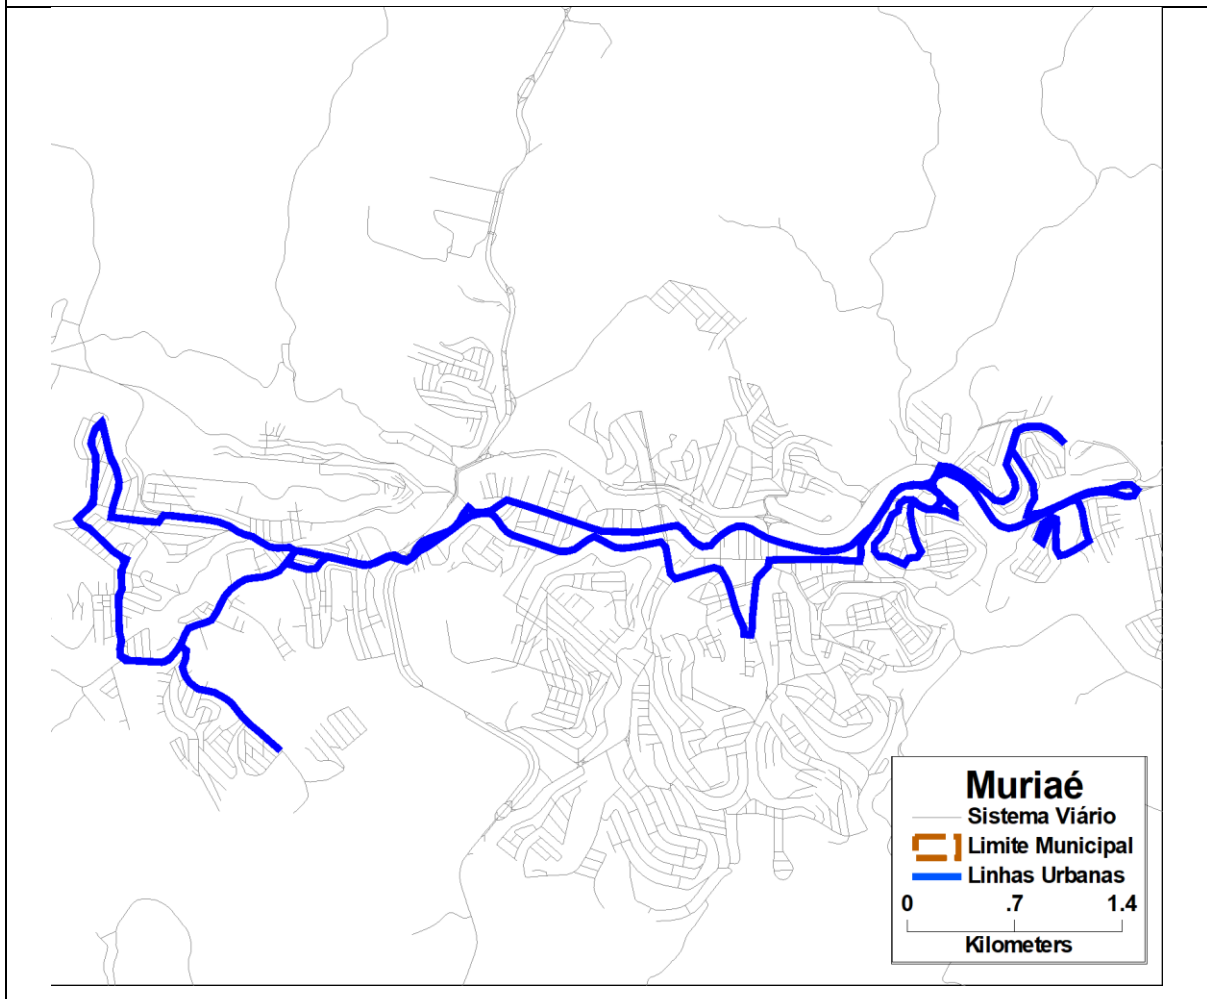 Muriaé
Sistema Viário
Limite Municipal
Linhas Urbanas
0 .7 1.4
Kilometers